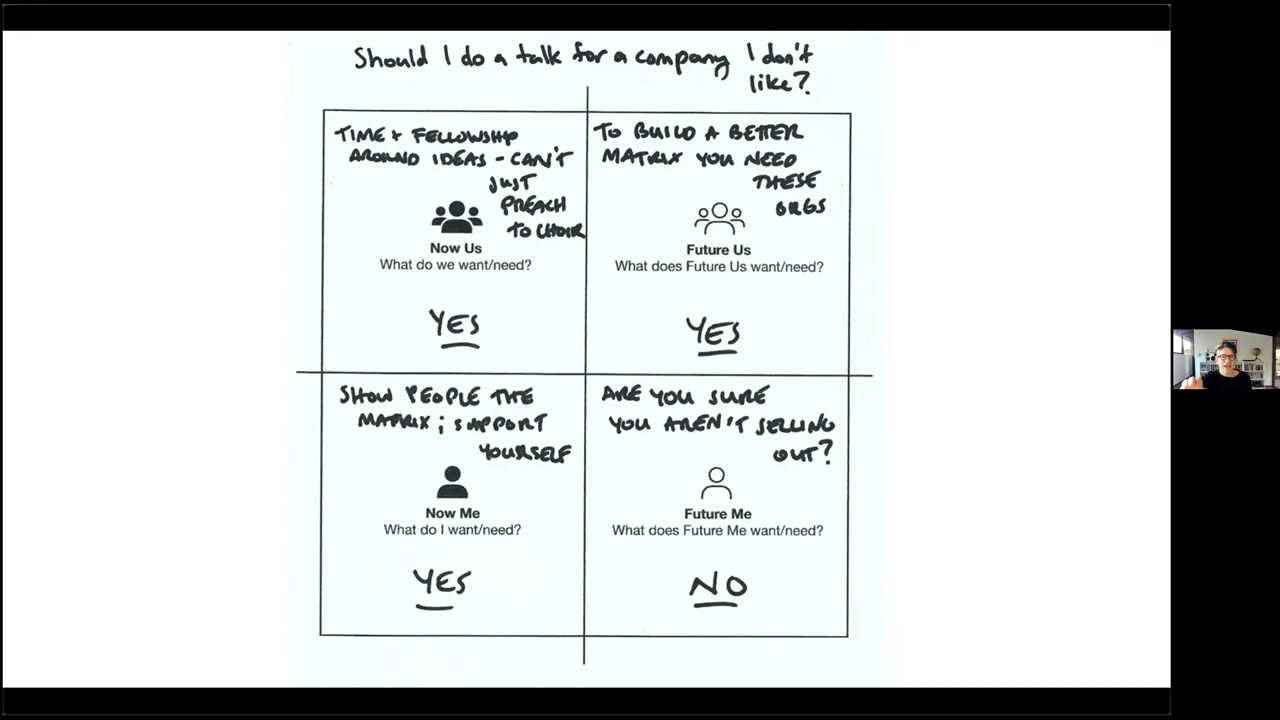 Should I do a talk for a company I don't
like?
TIME + FELLOWSHIP
AROUND IDEAS - CAN'T
JUST
PREACH
TO CHOIR
Now Us
What do we want/need?
YES
TO BUILD A BETTER
MATRIX YOU NEED
THESE
ORGS
Future Us
What does Future Us want/need?
YES
SHOW PEOPLE THE
MATRIX; SUPPORT
YOURSELF
Now Me
What do I want/need?
YES
ARE YOU SURE
YOU AREN'T SELLING
OUT?
Future Me
What does Future Me want/need?
NO